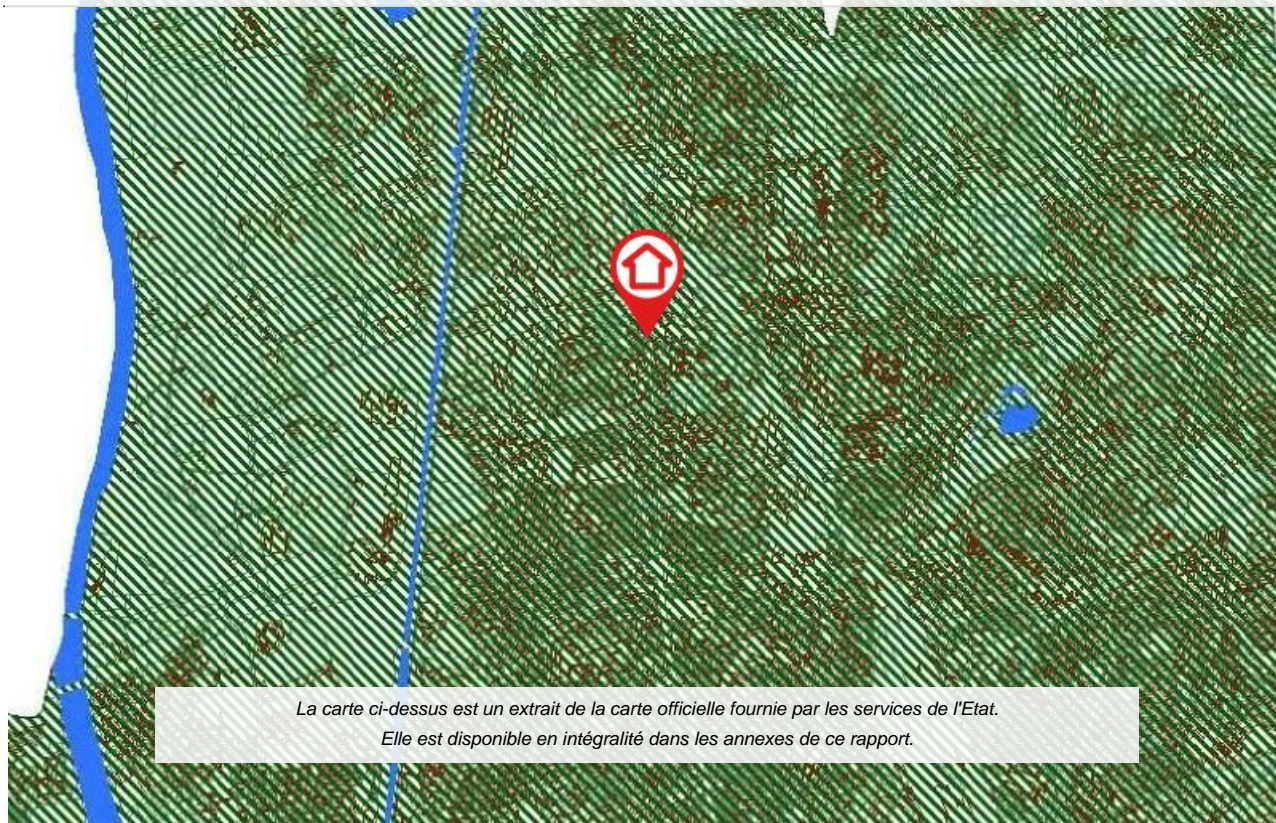 La carte ci-dessus est un extrait de la carte officielle fournie par les services de l'Etat.
Elle est disponible en intégralité dans les annexes de ce rapport.